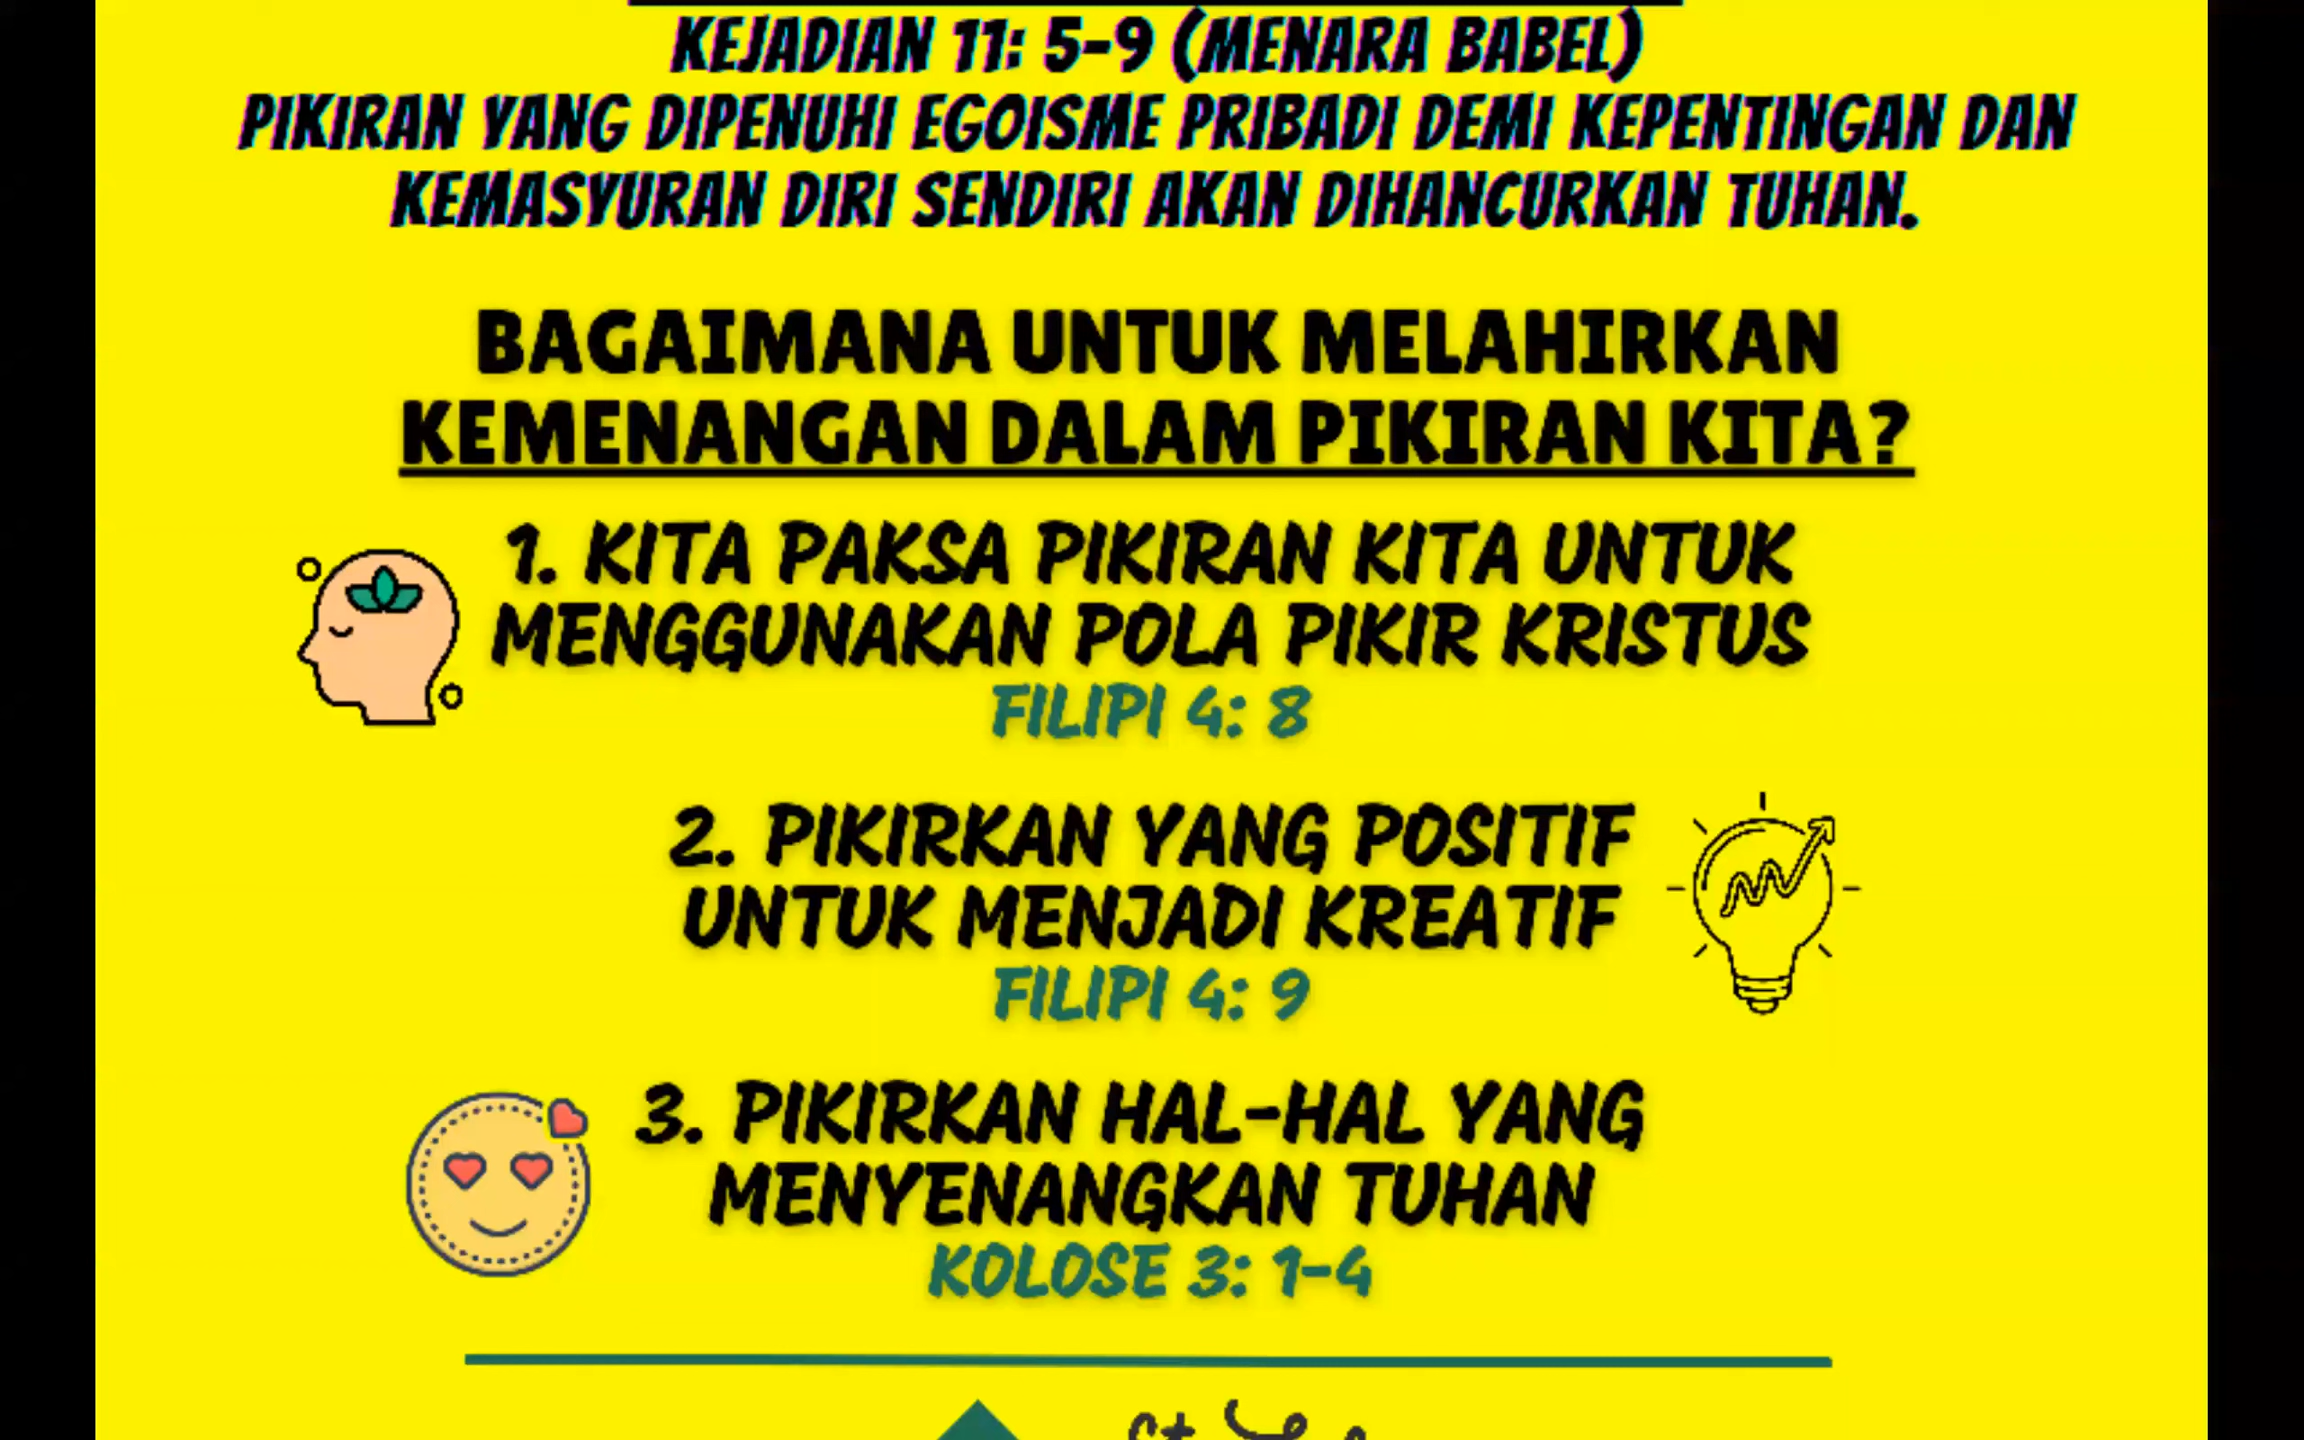 KEJADIAN 11: 5-9 (MENARA BABEL)
PIKIRAN YANG DIPENUHI EGOISME PRIBADI DEMI KEPENTINGAN DAN
KEMASYURAN DIRI SENDIRI AKAN DIHANCURKAN TUHAN.
BAGAIMANA UNTUK MELAHIRKAN
KEMENANGAN DALAM PIKIRAN KITA?
1. KITA PAKSA PIKIRAN KITA UNTUK
MENGGUNAKAN POLA PIKIR KRISTUS
FILIPI 4: 8
2. PIKIRKAN YANG POSITIF
UNTUK MENJADI KREATIF
FILIPI 4: 9
3. PIKIRKAN HAL-HAL YANG
MENYENANGKAN TUHAN
KOLOSE 3: 1-4